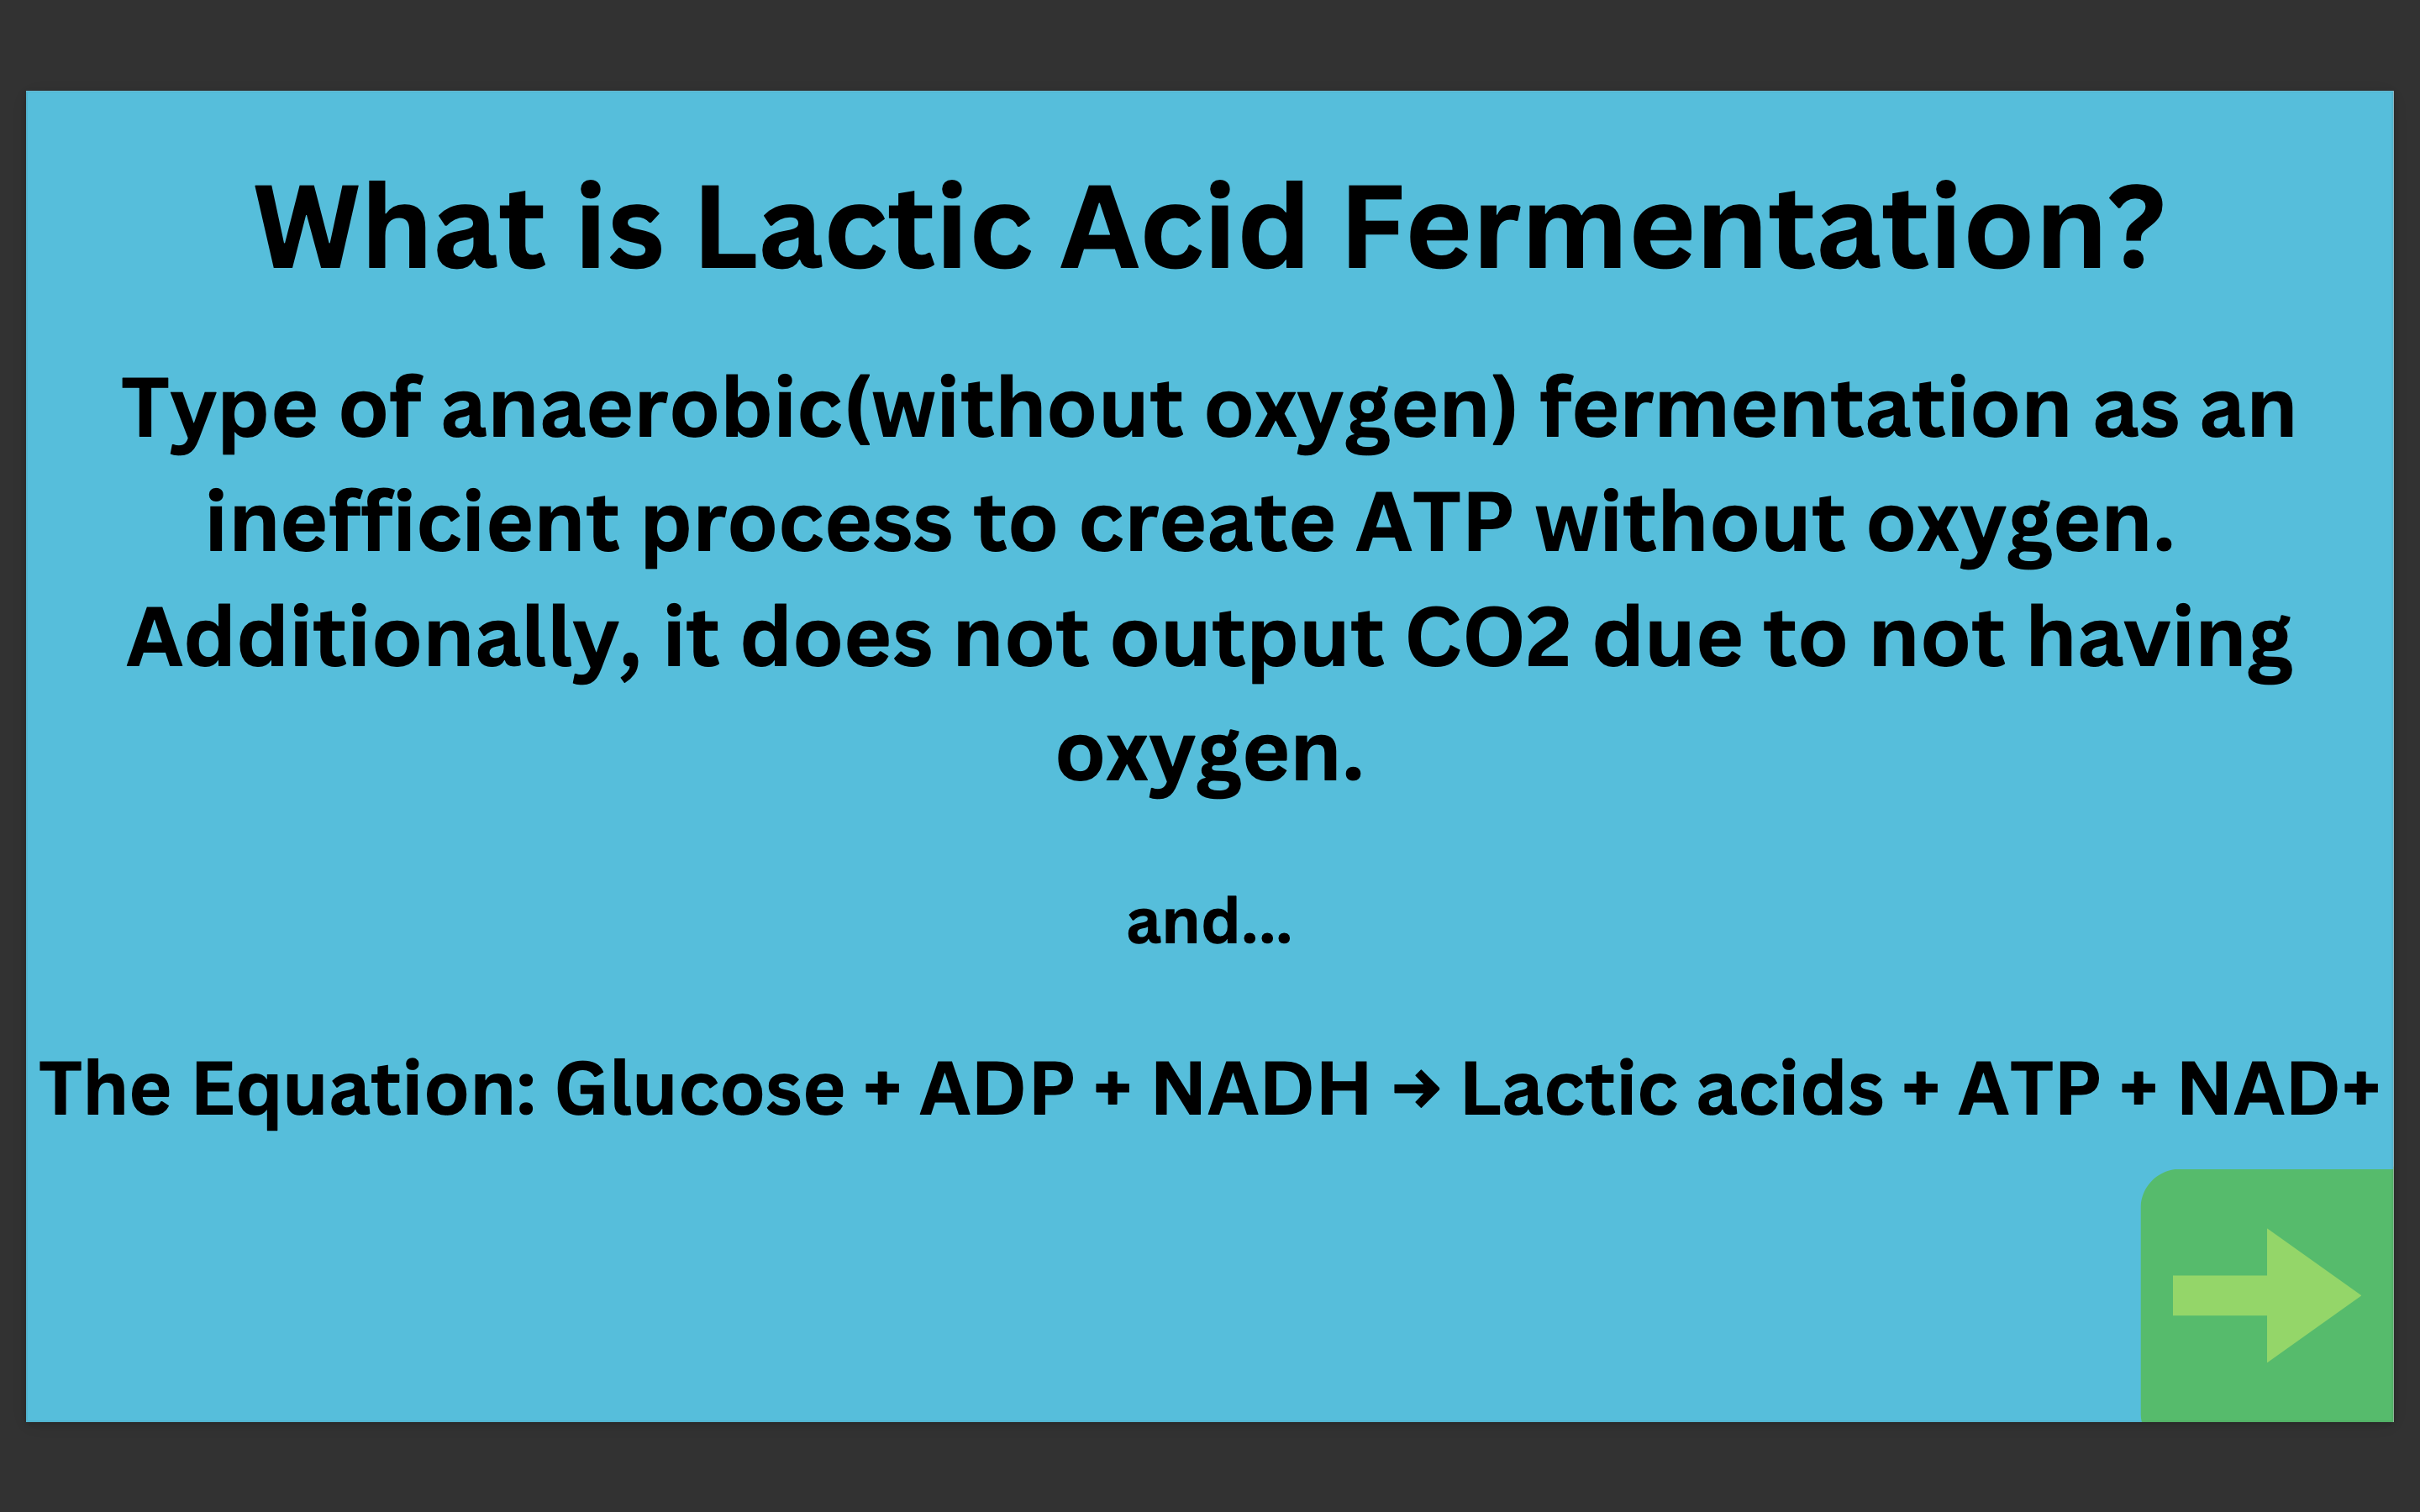 What is Lactic Acid Fermentation?
Type of anaerobic(without oxygen) fermentation as an
inefficient process to create ATP without oxygen.
Additionally, it does not output CO2 due to not having
oxygen.
and...
The Equation: Glucose + ADP + NADH → Lactic acids + ATP + NAD+